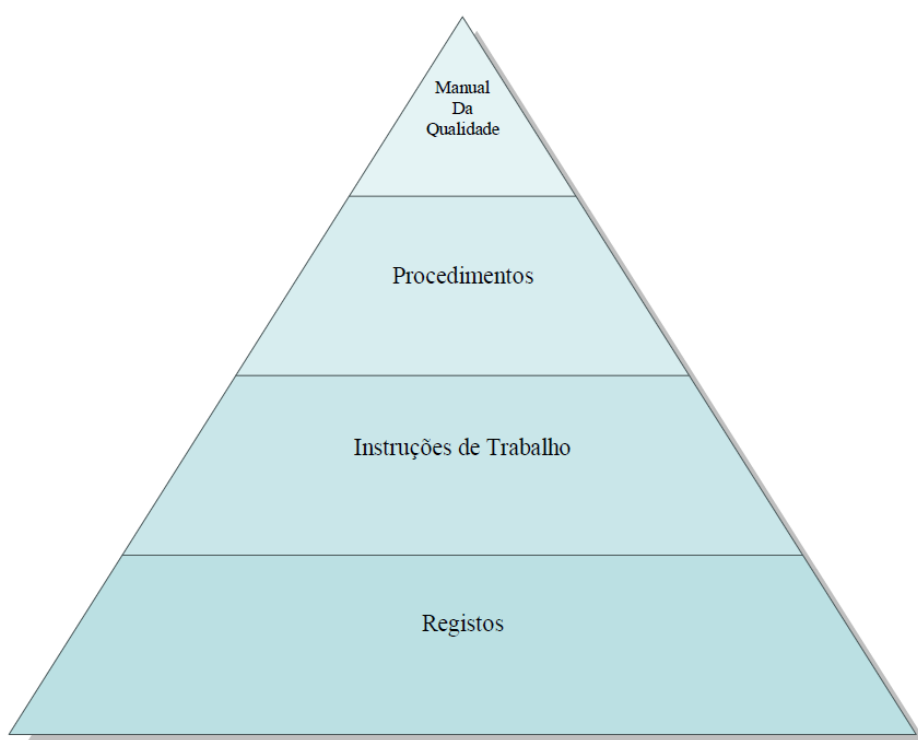 Manual
Da
Qualidade
Procedimentos
Instruções de Trabalho
Registos